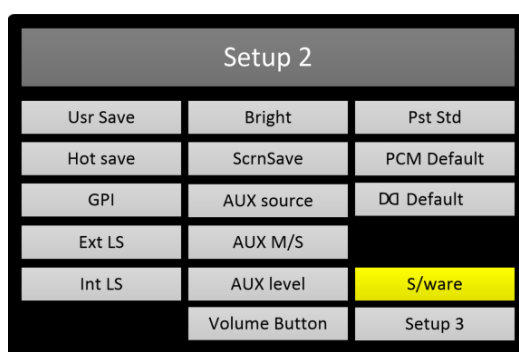 Setup 2
Usr Save Bright Pst Std
Hot save ScrnSave PCM Default
GPI AUX source DD Default
Ext LS AUX M/S
Int LS AUX level S/ware
Volume Button Setup 3